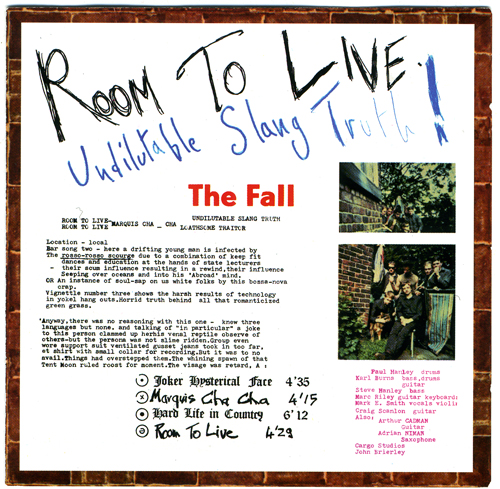 ROOM TO LIVE.
Undilutable Slang Truth!
The Fall
UNDILUTABLE SLANG TRUTH
ROOM TO LIVE-MARQUIS CHA _ CHA
ROOM TO LIVE LOATHSOME TRAITOR
Location - local
Bar song two - here a drifting young man is infected by
The rosso-rosso scourge due to a combination of keep fit
dances and education at the hands of state lecturers
- their scum influence resulting in a rewind,their influence
Seeping over oceans and into his 'Abroad' mind.
OR An instance of soul-sap on us white folks by this bossa-nova
crap.
Vignettle number three shows the harsh results of technology
in yokel hang outs.Horrid truth behind all that romanticized
green grass.
'Anyway,there was no reasoning with this one - knew three
languages but none, and talking of "in particular" a joke
to this person clammed up herhis venal reptile observe of
others-but the persona was not slime ridden.Group even
wore support suit ventilated gusset jeans took in too far,
et shirt with small collar for recording.But it was to no
avail.Things had overstepped thes.The whining spawn of that
Tent Moon ruled roost for moment.The visage was retard, A :
Joker Hysterical Face 4'35
Marquis Cha Cha 4'15
Hard Life in Country 6'12
Room To Live 4'29
Paul Hanley drums
Karl Burns bass,drums
guitar
Steve Hanley bass
Marc Riley guitar keyboard:
Mark E. Smith vocals violi:
Craig Scanlon guitar
Also:
Arthur CADMAN
Guitar
Adrian NIMAN
Saxophone
Cargo Studios
John Brierley